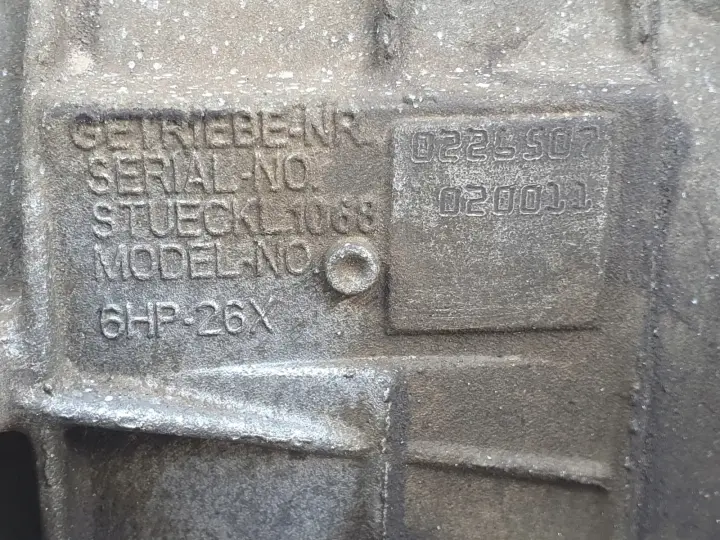 GETRIEBE-NR. 0226507
SERIAL-NO.
STUECKL.1068 020011
MODEL-NO.
6HP-26X